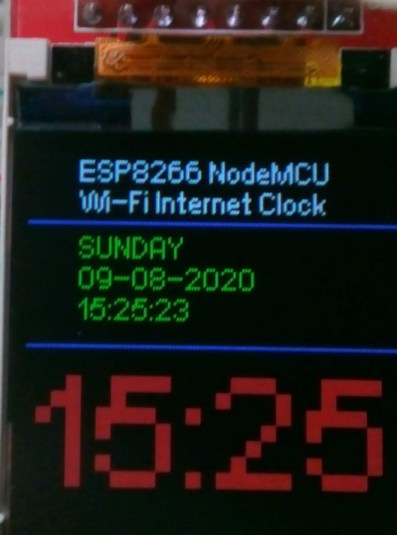 ESP8266 NodeMCU
Wi-Fi Internet Clock
SUNDAY
09-08-2020
15:25:23
15:25